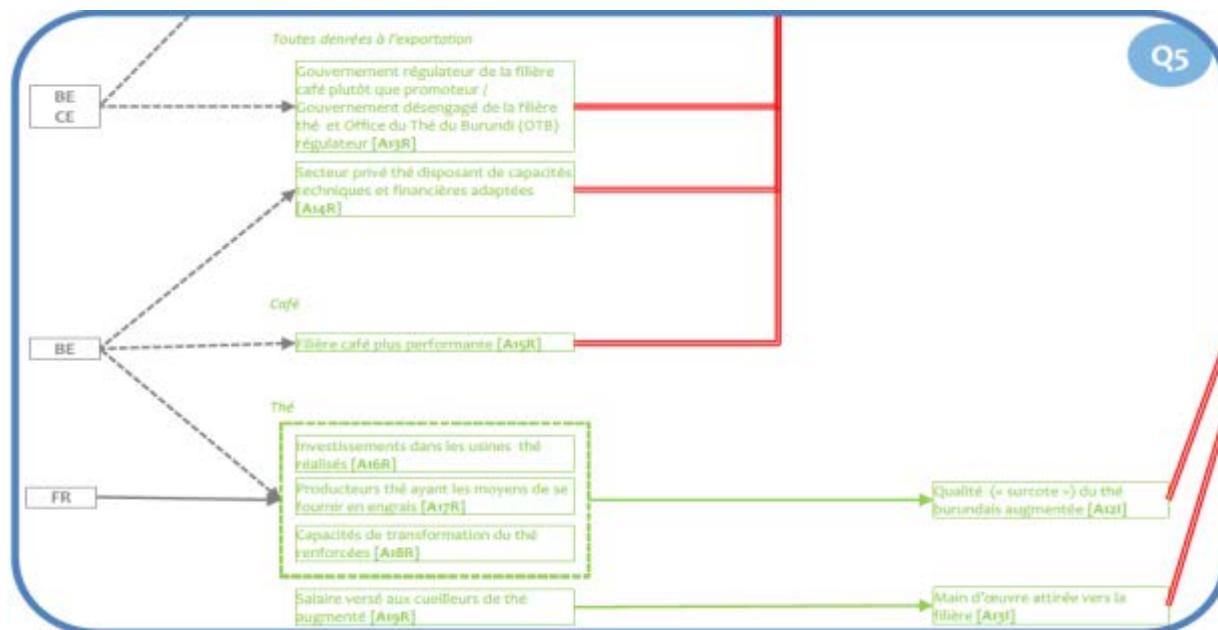 Toutes denrées à l'exportation
Q5
BE
CE
Gouvernement régulateur de la filière
café plutôt que promoteur /
Gouvernement désengagé de la filière
thé et Office du Thé du Burundi (OTB)
régulateur [A13R]
Secteur privé thé disposant de capacités
techniques et financières adaptées
[A14R]
Café
BE
Filière café plus performante [A15R]
Thé
Investissements dans les usines thé
réalisés [A16R]
FR
Producteurs thé ayant les moyens de se
fournir en engrais [A17R]
Qualité (« surcote ») du thé
burundais augmentée [A12I]
Capacités de transformation du thé
renforcées [A18R]
Salaire versé aux cueilleurs de thé
augmenté [A19R]
Main d'œuvre attirée vers la
filière [A13I]